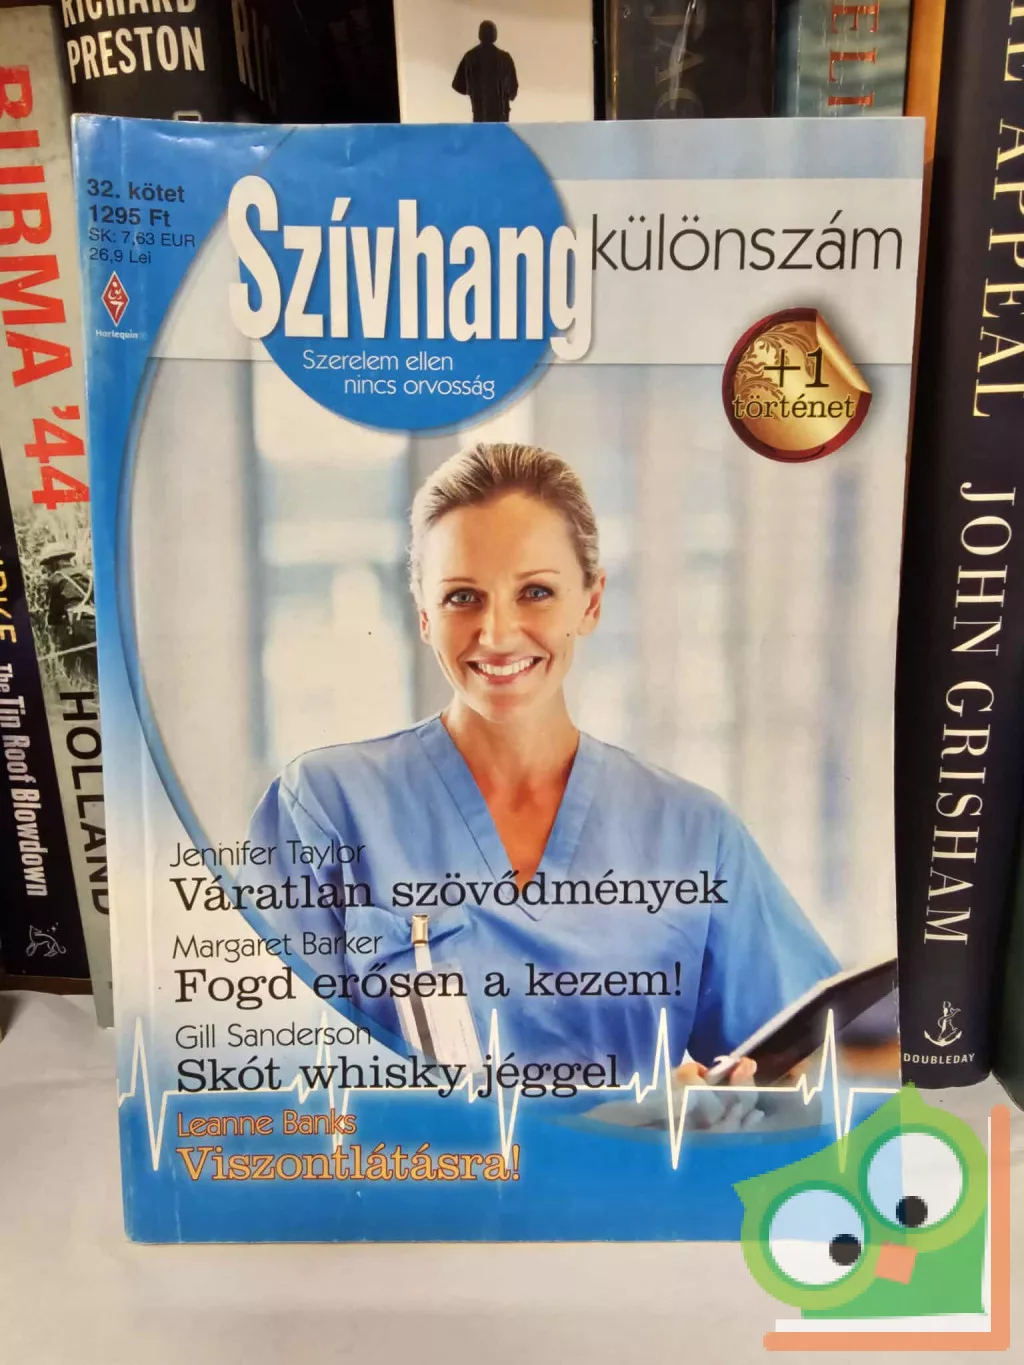 RICHARD
PRESTON
BURMA '44
HOLLAND
The Tin Roof Blowdown
32. kötet
1295 Ft
SK: 7,63 EUR
26,9 Lei
Harlequin
Szívhang
különszám
Szerelem ellen
nincs orvosság
+1
történet
Jennifer Taylor
Váratlan szövődmények
Margaret Barker
Fogd erősen a kezem!
Gill Sanderson
Skót whisky jéggel
Leanne Banks
Viszontlátásra!
APPEAL
JOHN GRISHAM
DOUBLEDAY